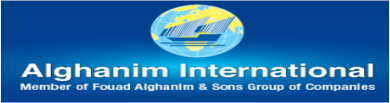 Alghanim International
Member of Fouad Alghanim & Sons Group of Companies